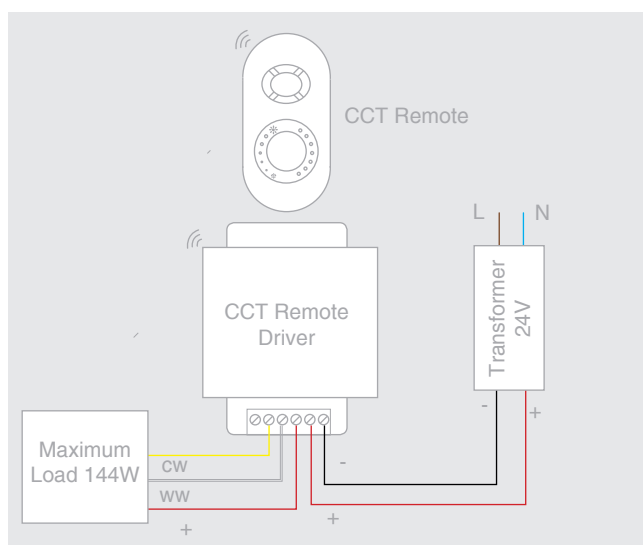 CCT Remote
L N
Transformer
24V
CCT Remote
Driver
- +
Maximum
Load 144W
CW
WW
-
+
+